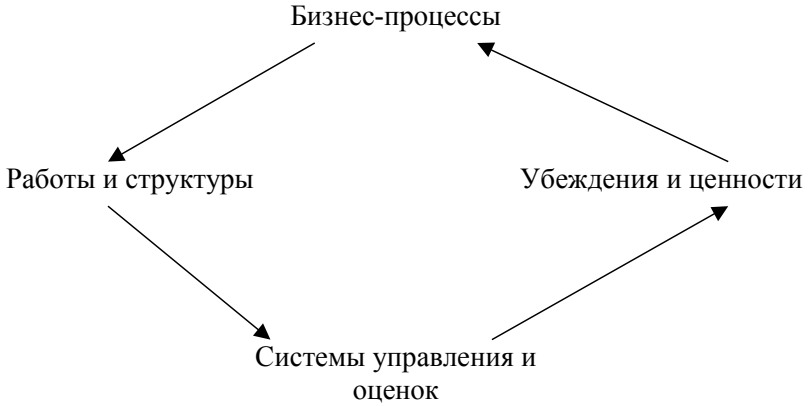 Бизнес-процессы
Работы и структуры
Убеждения и ценности
Системы управления и
оценок